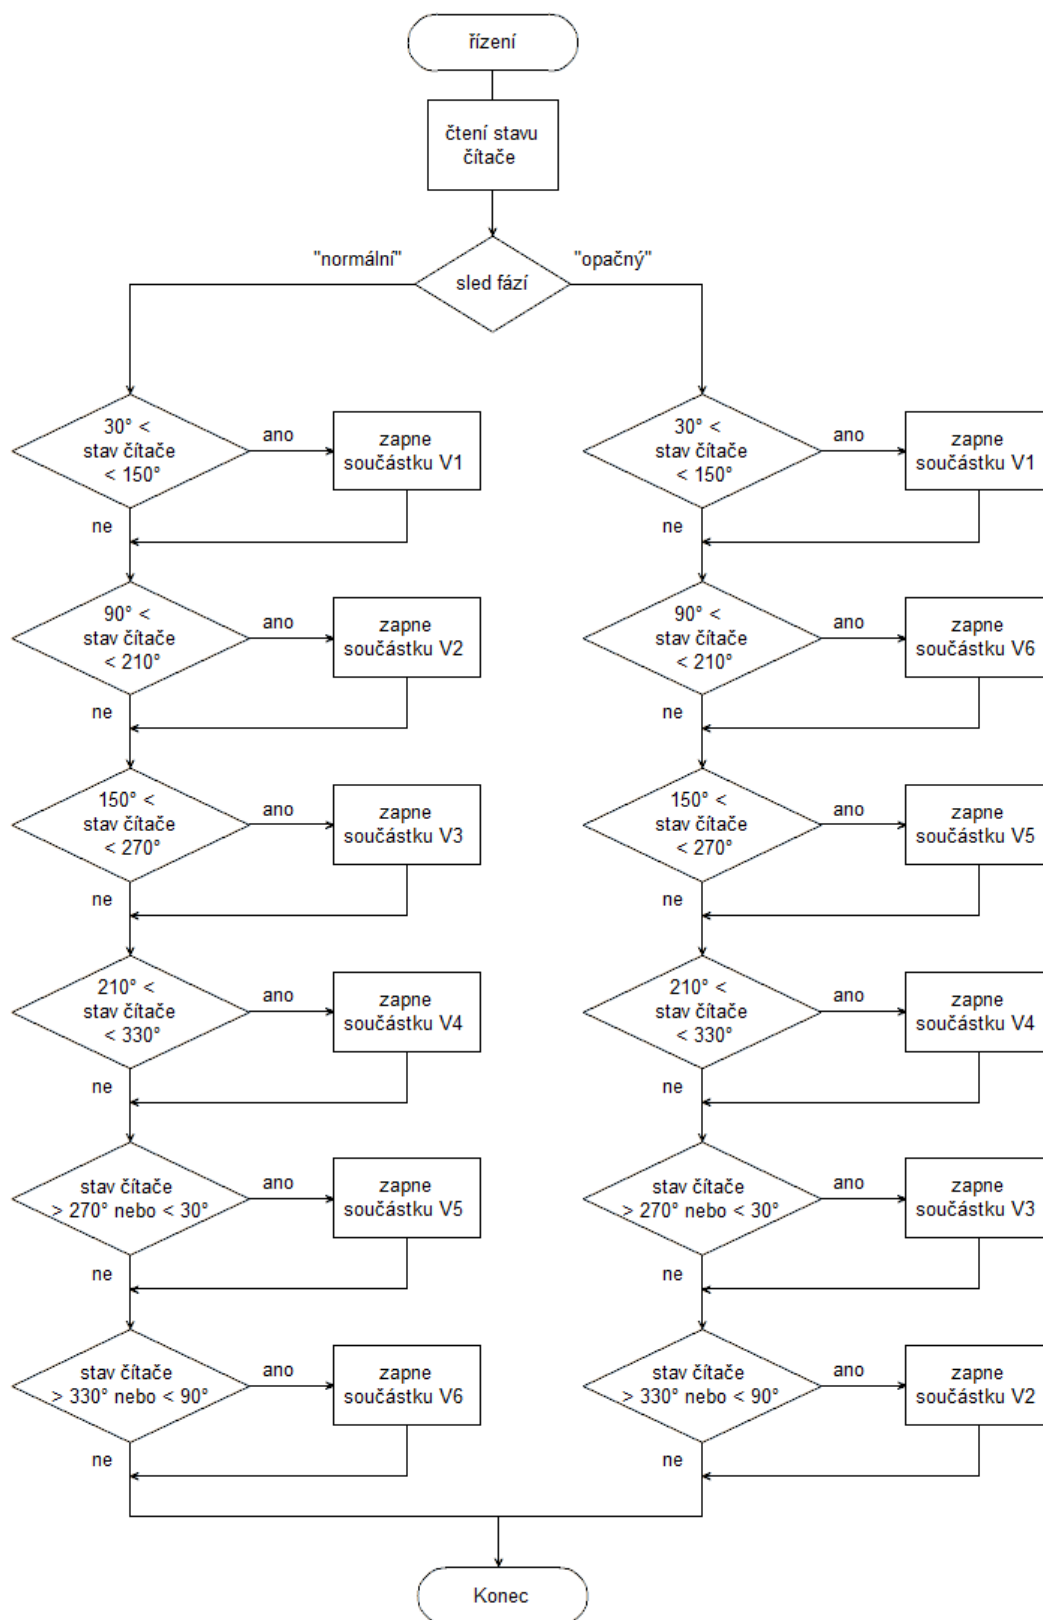 řízení
čtení stavu
čítače
"normální"
"opačný"
sled fází
30° <
stav čítače
< 150°
ano
zapne
součástku V1
ne
90° <
stav čítače
< 210°
ano
zapne
součástku V2
ne
150° <
stav čítače
< 270°
ano
zapne
součástku V3
ne
210° <
stav čítače
< 330°
ano
zapne
součástku V4
ne
stav čítače
> 270° nebo < 30°
ano
zapne
součástku V5
ne
stav čítače
> 330° nebo < 90°
ano
zapne
součástku V6
ne
30° <
stav čítače
< 150°
ano
zapne
součástku V1
ne
90° <
stav čítače
< 210°
ano
zapne
součástku V6
ne
150° <
stav čítače
< 270°
ano
zapne
součástku V5
ne
210° <
stav čítače
< 330°
ano
zapne
součástku V4
ne
stav čítače
> 270° nebo < 30°
ano
zapne
součástku V3
ne
stav čítače
> 330° nebo < 90°
ano
zapne
součástku V2
ne
Konec